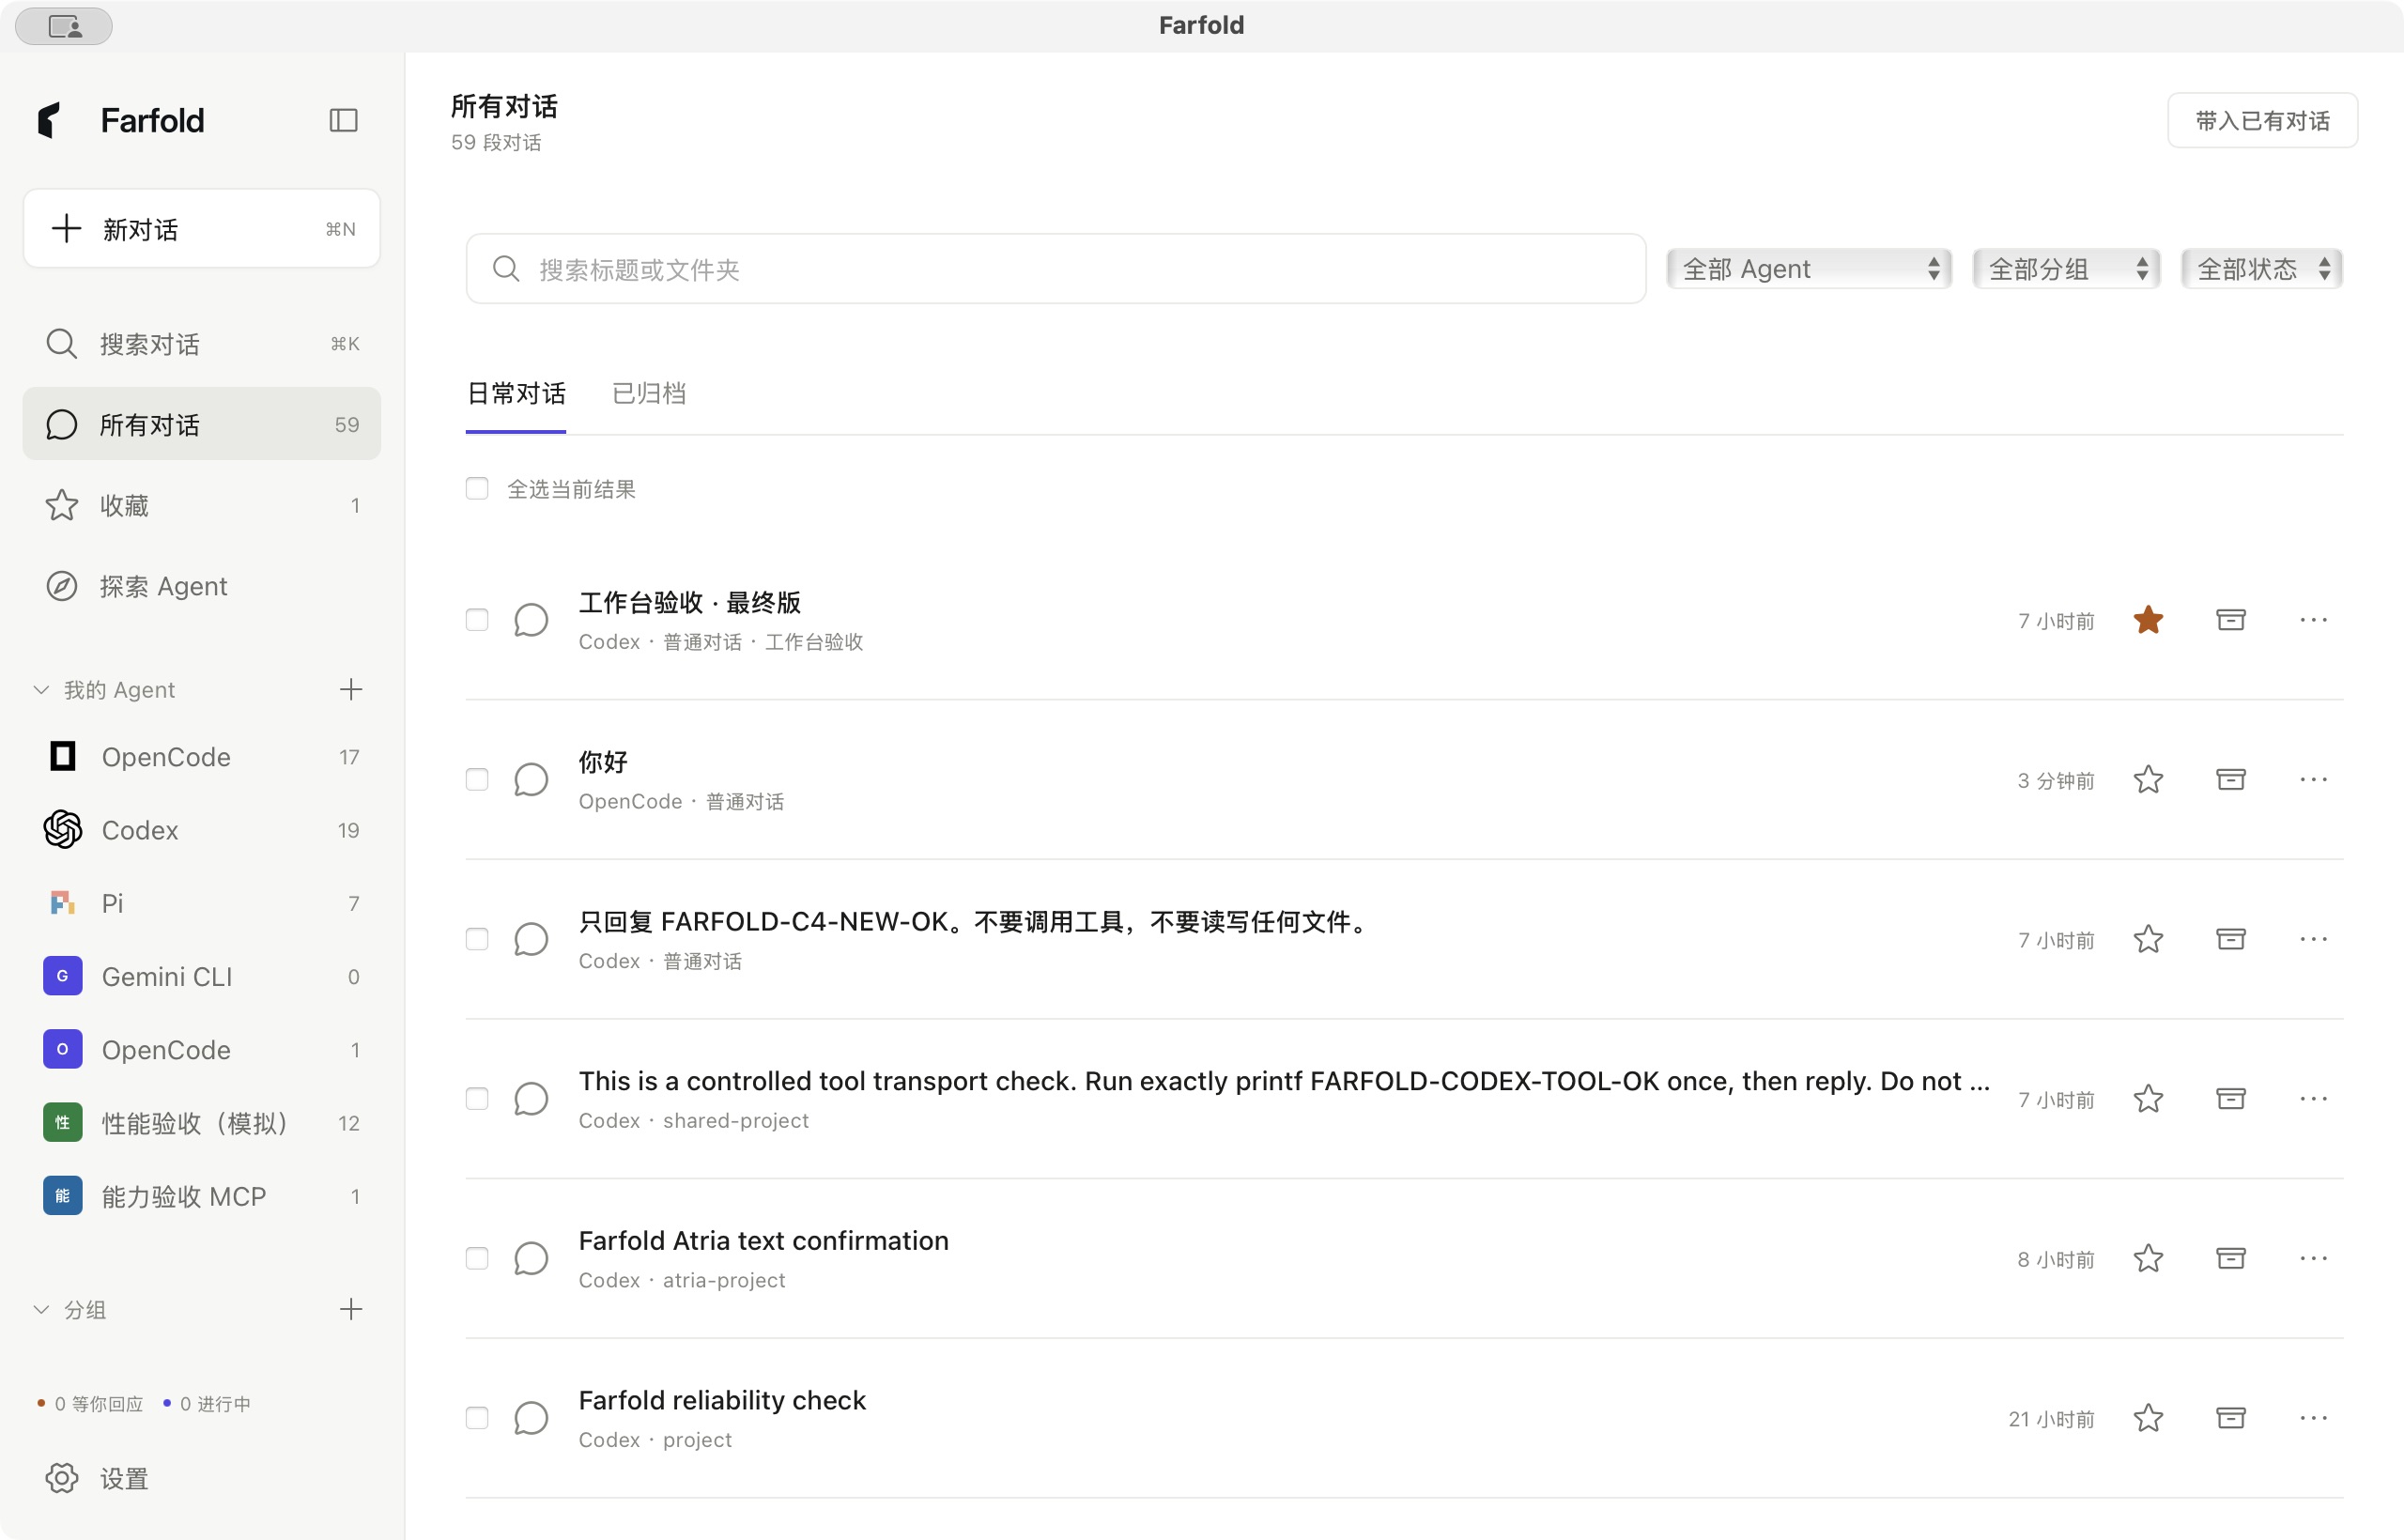 Farfold
Farfold
新对话 ⌘N
搜索对话 ⌘K
所有对话 59
收藏 1
探索 Agent
我的 Agent
OpenCode 17
Codex 19
Pi 7
G Gemini CLI 0
O OpenCode 1
性 性能验收（模拟） 12
能 能力验收 MCP 1
分组
0 等你回应 0 进行中
设置
所有对话
59 段对话
带入已有对话
搜索标题或文件夹
全部 Agent
全部分组
全部状态
日常对话 已归档
全选当前结果
工作台验收 · 最终版
Codex · 普通对话 · 工作台验收
7 小时前
你好
OpenCode · 普通对话
3 分钟前
只回复 FARFOLD-C4-NEW-OK。不要调用工具，不要读写任何文件。
Codex · 普通对话
7 小时前
This is a controlled tool transport check. Run exactly printf FARFOLD-CODEX-TOOL-OK once, then reply. Do not ...
Codex · shared-project
7 小时前
Farfold Atria text confirmation
Codex · atria-project
8 小时前
Farfold reliability check
Codex · project
21 小时前